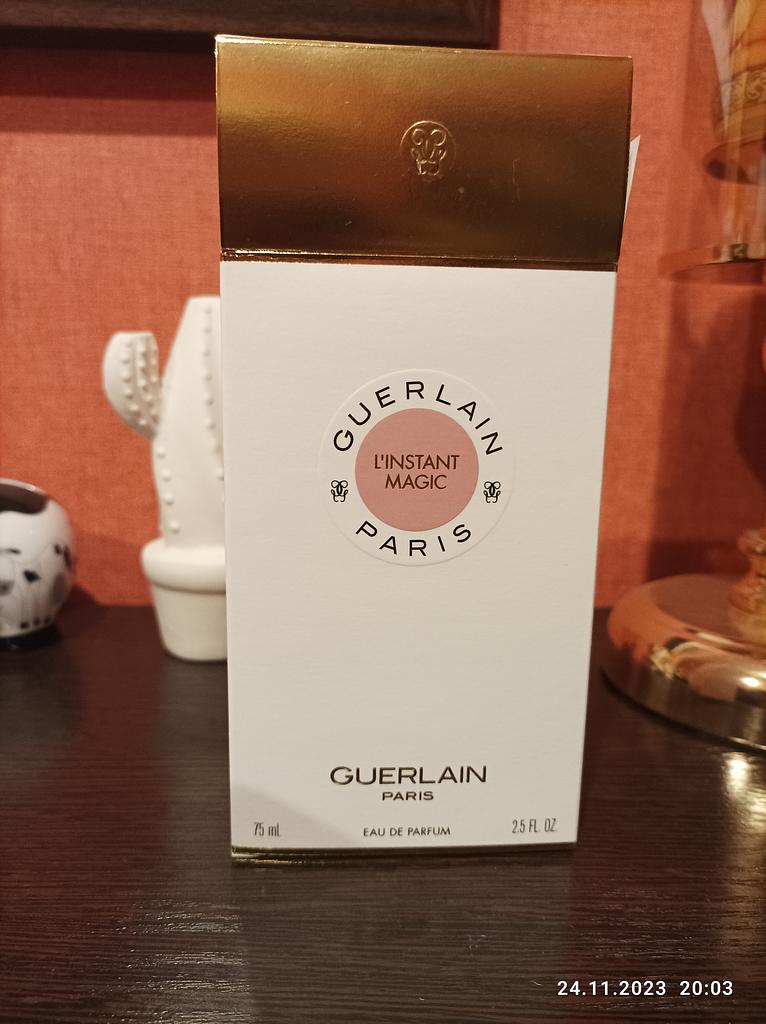 GUERLAIN
L'INSTANT
MAGIC
PARIS
GUERLAIN
PARIS
75 mL
EAU DE PARFUM
2.5 FL. OZ.
24.11.2023 20:03